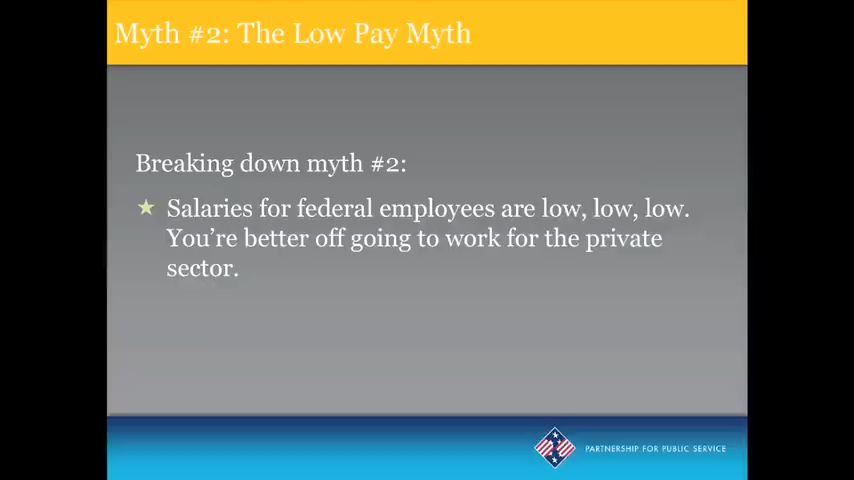 Myth #2: The Low Pay Myth
Breaking down myth #2:
Salaries for federal employees are low, low, low.
You’re better off going to work for the private
sector.
PARTNERSHIP FOR PUBLIC SERVICE